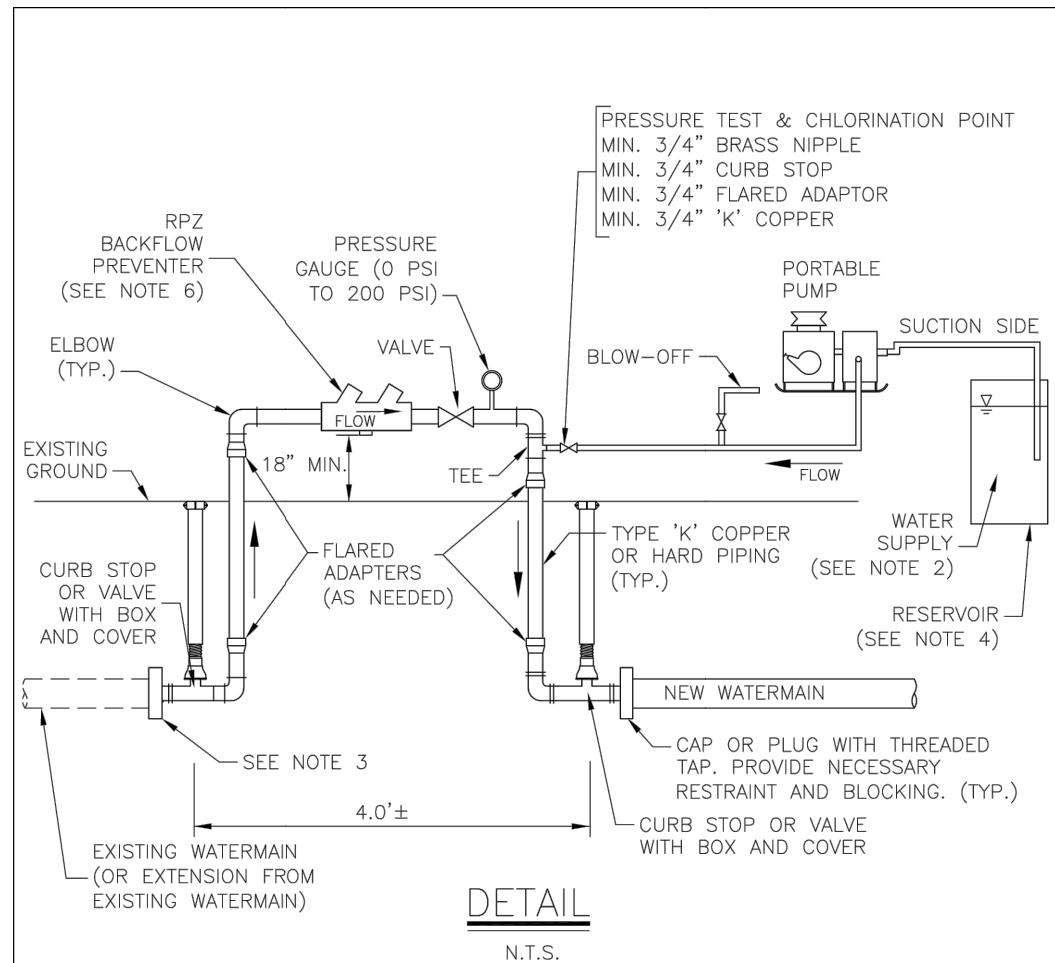 PRESSURE TEST & CHLORINATION POINT
MIN. 3/4" BRASS NIPPLE
MIN. 3/4" CURB STOP
MIN. 3/4" FLARED ADAPTOR
MIN. 3/4" 'K' COPPER
RPZ
BACKFLOW
PREVENTER
(SEE NOTE 6)
PRESSURE
GAUGE (0 PSI
TO 200 PSI)
PORTABLE
PUMP
SUCTION SIDE
ELBOW
(TYP.)
VALVE
BLOW-OFF
FLOW
EXISTING
GROUND
18" MIN.
TEE
FLOW
CURB STOP
OR VALVE
WITH BOX
AND COVER
FLARED
ADAPTERS
(AS NEEDED)
TYPE 'K' COPPER
OR HARD PIPING
(TYP.)
WATER
SUPPLY
(SEE NOTE 2)
RESERVOIR
(SEE NOTE 4)
NEW WATERMAIN
SEE NOTE 3
CAP OR PLUG WITH THREADED
TAP. PROVIDE NECESSARY
RESTRAINT AND BLOCKING. (TYP.)
4.0'±
CURB STOP OR VALVE
WITH BOX AND COVER
EXISTING WATERMAIN
(OR EXTENSION FROM
EXISTING WATERMAIN)
DETAIL
N.T.S.